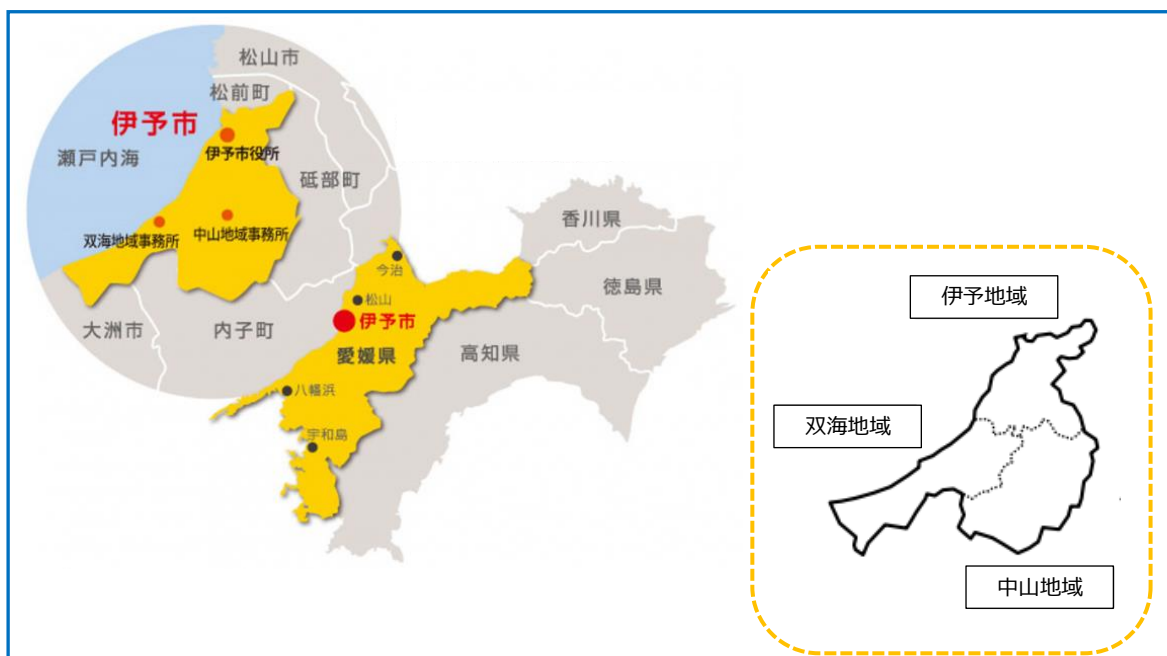 松山市
松前町
伊予市
伊予市役所
瀬戸内海
砥部町
双海地域事務所
中山地域事務所
大洲市
内子町
今治
松山
伊予市
愛媛県
八幡浜
宇和島
香川県
徳島県
高知県
伊予地域
双海地域
中山地域